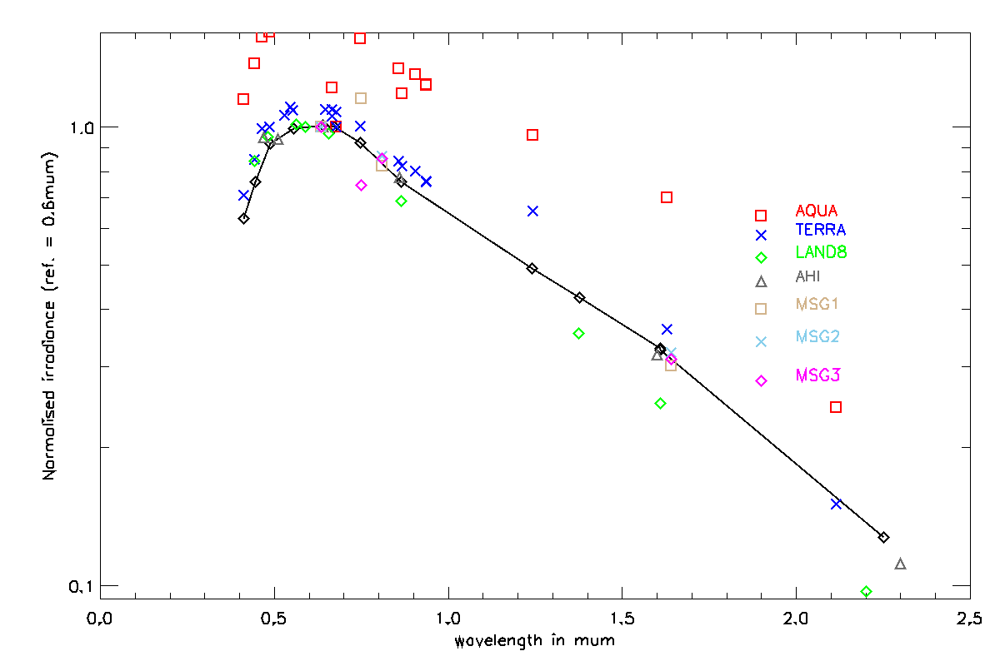 1.0
0.1
Normalised irradiance (ref. = 0.6mum)
AQUA
TERRA
LAND8
AHI
MSG1
MSG2
MSG3
0.0 0.5 1.0 1.5 2.0 2.5
wavelength in mum